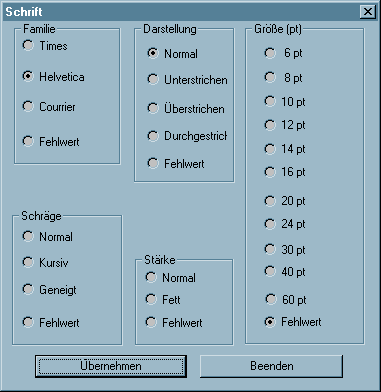 Schrift
Familie
Times
Helvetica
Courrier
Fehlwert
Darstellung
Normal
Unterstrichen
Überstrichen
Durchgestrich
Fehlwert
Größe (pt)
6 pt
8 pt
10 pt
12 pt
14 pt
16 pt
20 pt
24 pt
30 pt
40 pt
60 pt
Fehlwert
Schräge
Normal
Kursiv
Geneigt
Fehlwert
Stärke
Normal
Fett
Fehlwert
Übernehmen
Beenden